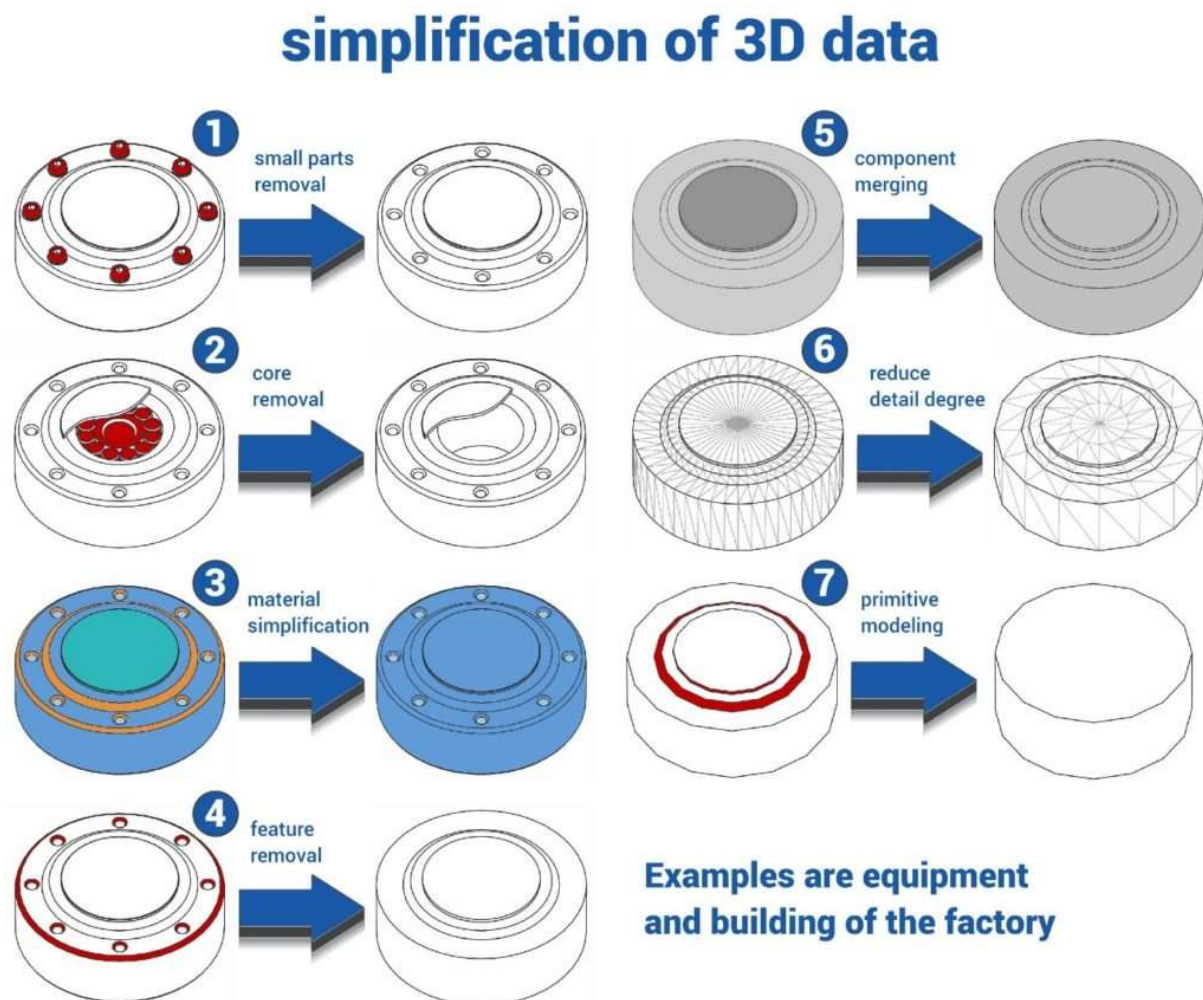 simplification of 3D data
1
small parts
removal
2
core
removal
3
material
simplification
4
feature
removal
5
component
merging
6
reduce
detail degree
7
primitive
modeling
Examples are equipment
and building of the factory